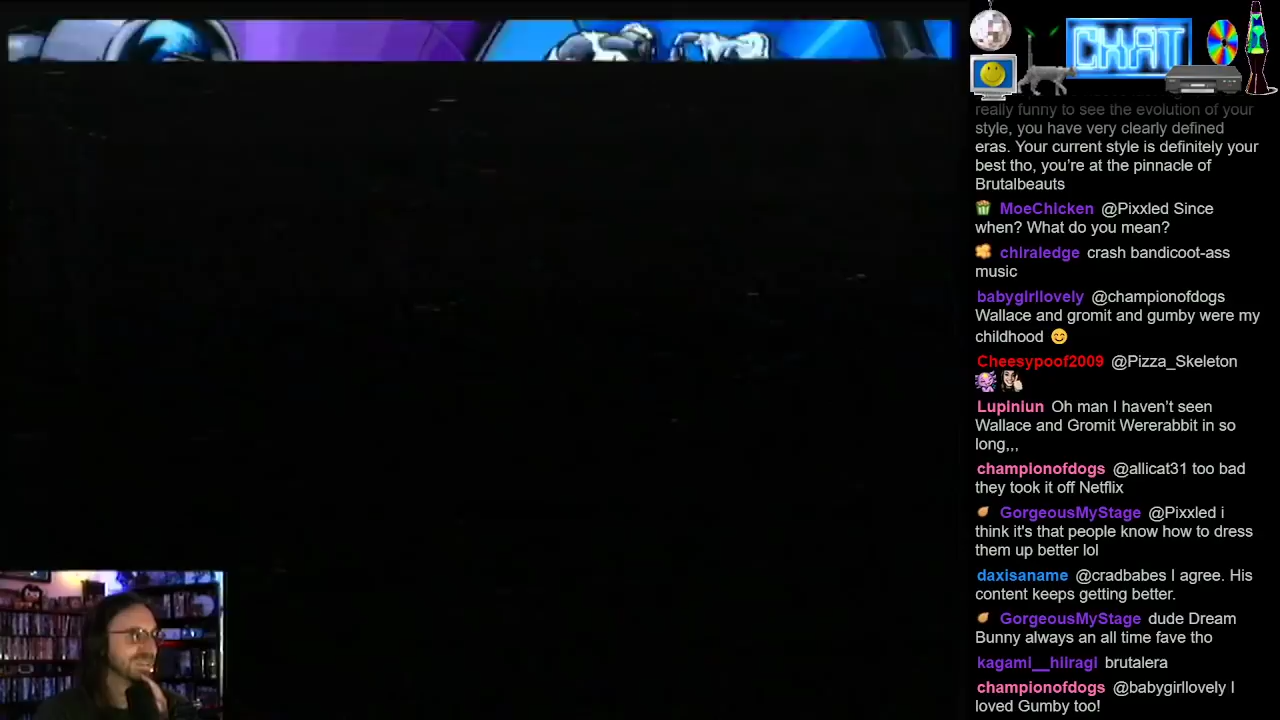 CHAT
really funny to see the evolution of your
style, you have very clearly defined
eras. Your current style is definitely your
best tho, you're at the pinnacle of
Brutalbeauts
MoeChicken @Pixxled Since
when? What do you mean?
chiraledge crash bandicoot-ass
music
babygirllovely @championofdogs
Wallace and gromit and gumby were my
childhood 😊
Cheesypoof2009 @Pizza_Skeleton
Lupiniun Oh man I haven't seen
Wallace and Gromit Wererabbit in so
long,,,
championofdogs @allicat31 too bad
they took it off Netflix
GorgeousMyStage @Pixxled i
think it's that people know how to dress
them up better lol
daxisaname @cradbabes I agree. His
content keeps getting better.
GorgeousMyStage dude Dream
Bunny always an all time fave tho
kagami__hiiragi brutalera
championofdogs @babygirllovely I
loved Gumby too!